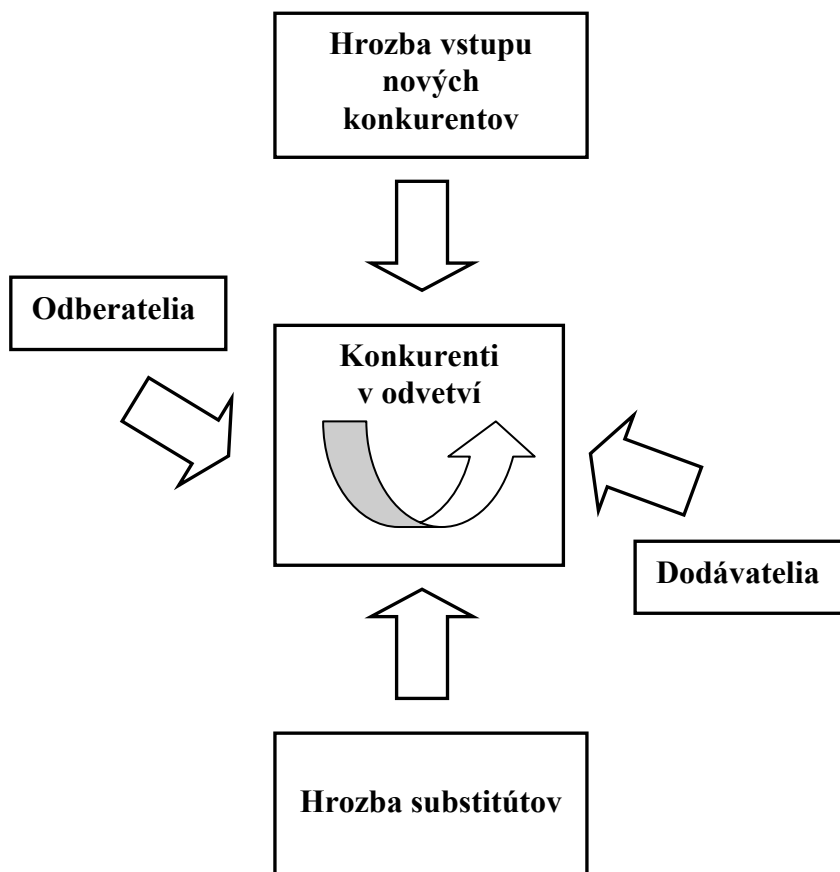 Hrozba vstupu
nových
konkurentov
Odberatelia
Konkurenti
v odvetví
Dodávatelia
Hrozba substitútov